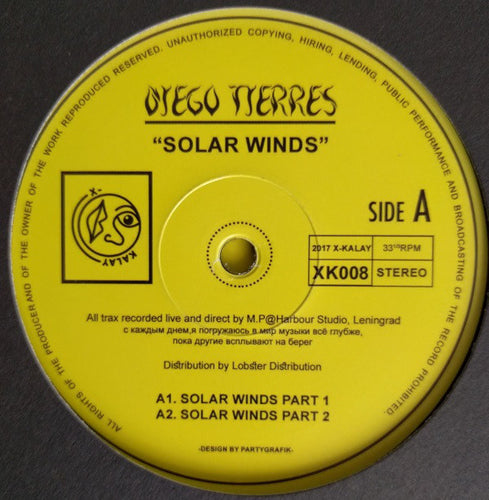 ALL RIGHTS OF THE PRODUCER AND OF THE OWNER OF THE WORK REPRODUCED RESERVED. UNAUTHORIZED COPYING, HIRING, LENDING, PUBLIC PERFORMANCE AND BROADCASTING OF THE RECORD PROHIBITED.
DIEGO TIERRES
"SOLAR WINDS"
X-
KALAY
SIDE A
2017 X-KALAY 33⅓RPM
XK008 STEREO
All trax recorded live and direct by M.P@Harbour Studio, Leningrad
с каждым днем,я погружаюсь в мир музыки всё глубже,
пока другие всплывают на берег
Distribution by Lobster Distribution
A1. SOLAR WINDS PART 1
A2. SOLAR WINDS PART 2
-DESIGN BY PARTYGRAFIK-